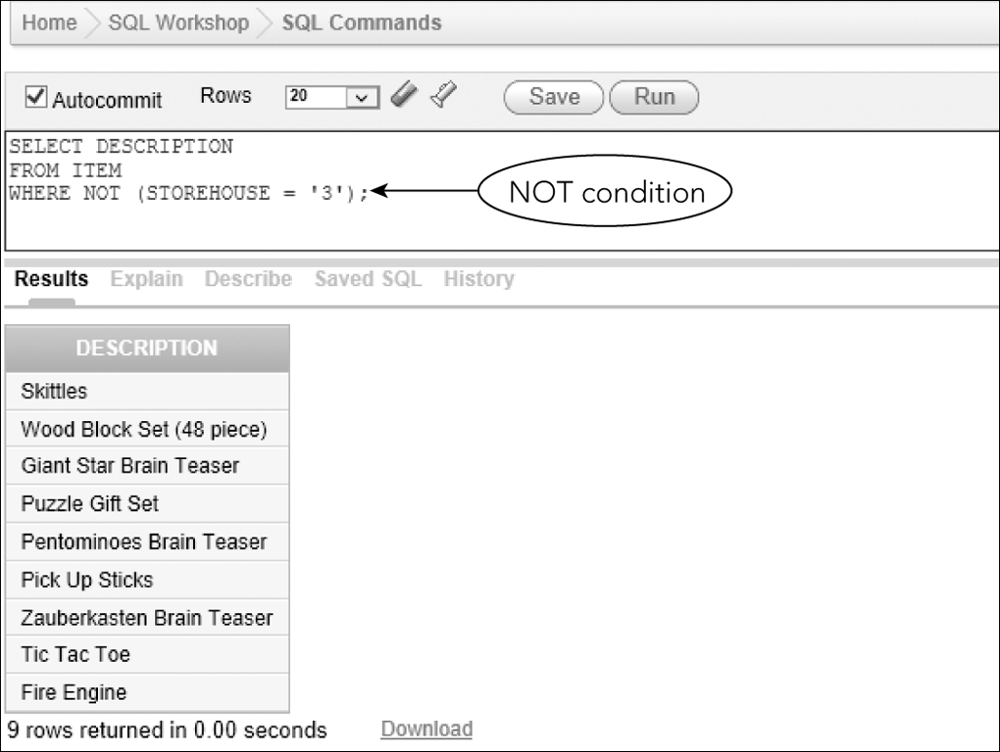 Home SQL Workshop SQL Commands
Autocommit Rows 20 Save Run
SELECT DESCRIPTION
FROM ITEM
WHERE NOT (STOREHOUSE = '3');
NOT condition
Results Explain Describe Saved SQL History
DESCRIPTION
Skittles
Wood Block Set (48 piece)
Giant Star Brain Teaser
Puzzle Gift Set
Pentominoes Brain Teaser
Pick Up Sticks
Zauberkasten Brain Teaser
Tic Tac Toe
Fire Engine
9 rows returned in 0.00 seconds Download